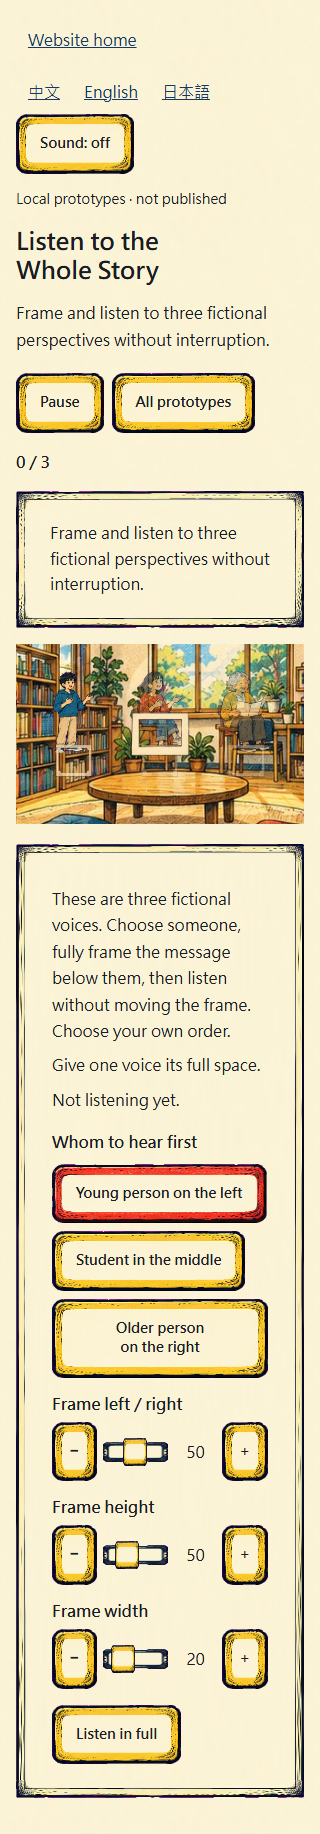 Website home
中文 English 日本語
Sound: off
Local prototypes · not published
Listen to the
Whole Story
Frame and listen to three fictional
perspectives without interruption.
Pause All prototypes
0 / 3
Frame and listen to three
fictional perspectives without
interruption.
These are three fictional
voices. Choose someone,
fully frame the message
below them, then listen
without moving the frame.
Choose your own order.
Give one voice its full space.
Not listening yet.
Whom to hear first
Young person on the left
Student in the middle
Older person
on the right
Frame left / right
− 50 +
Frame height
− 50 +
Frame width
− 20 +
Listen in full